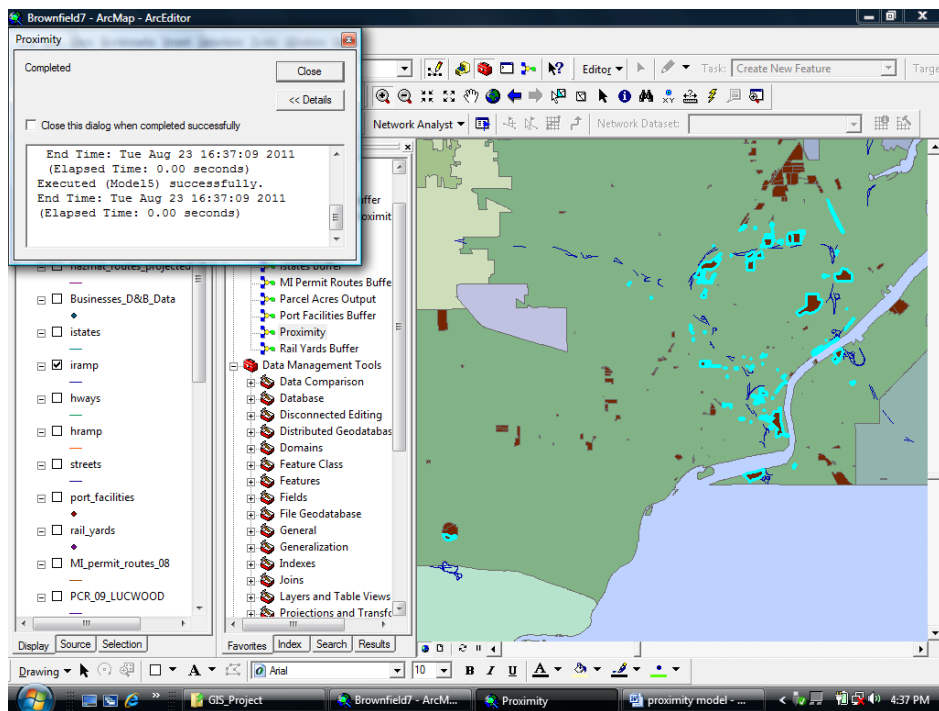 Brownfield7 - ArcMap - ArcEditor
Proximity
Completed
Close
<< Details
Close this dialog when completed successfully
End Time: Tue Aug 23 16:37:09 2011
(Elapsed Time: 0.00 seconds)
Executed (Model5) successfully.
End Time: Tue Aug 23 16:37:09 2011
(Elapsed Time: 0.00 seconds)
Editor
Task:
Create New Feature
Targe
Network Analyst
Network Dataset:
hazmat_routes_projected
Businesses_D&B_Data
istates
iramp
hways
hramp
streets
port_facilities
rail_yards
MI_permit_routes_08
PCR_09_LUCWOOD
Display
Source
Selection
ffer
oximit
Istates Buffer
MI Permit Routes Buffe
Parcel Acres Output
Port Facilities Buffer
Proximity
Rail Yards Buffer
Data Management Tools
Data Comparison
Database
Disconnected Editing
Distributed Geodatabas
Domains
Feature Class
Features
Fields
File Geodatabase
General
Generalization
Indexes
Joins
Layers and Table Views
Projections and Transfo
Favorites
Index
Search
Results
Drawing
A
Arial
10
B I U
A
GIS_Project
Brownfield7 - ArcM...
Proximity
proximity model - ...
4:37 PM